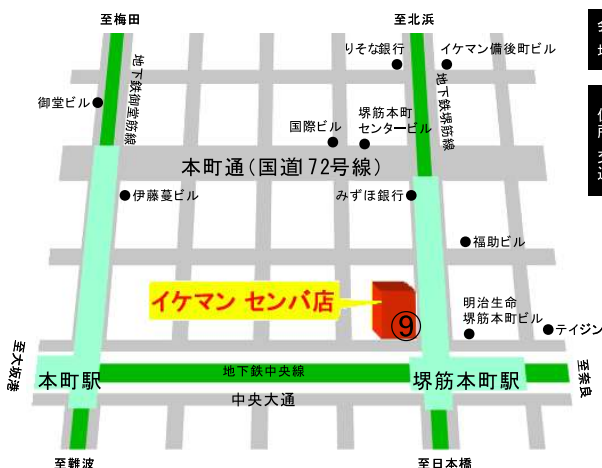 至梅田
至北浜
りそな銀行
イケマン備後町ビル
地下鉄御堂筋線
地下鉄堺筋線
御堂ビル
国際ビル
堺筋本町
センタービル
本町通(国道172号線)
伊藤蔓ビル
みずほ銀行
福助ビル
イケマン センバ店
⑨
明治生命
堺筋本町ビル
テイジン
至大坂港
本町駅
地下鉄中央線
堺筋本町駅
至奈良
中央大通
至難波
至日本橋